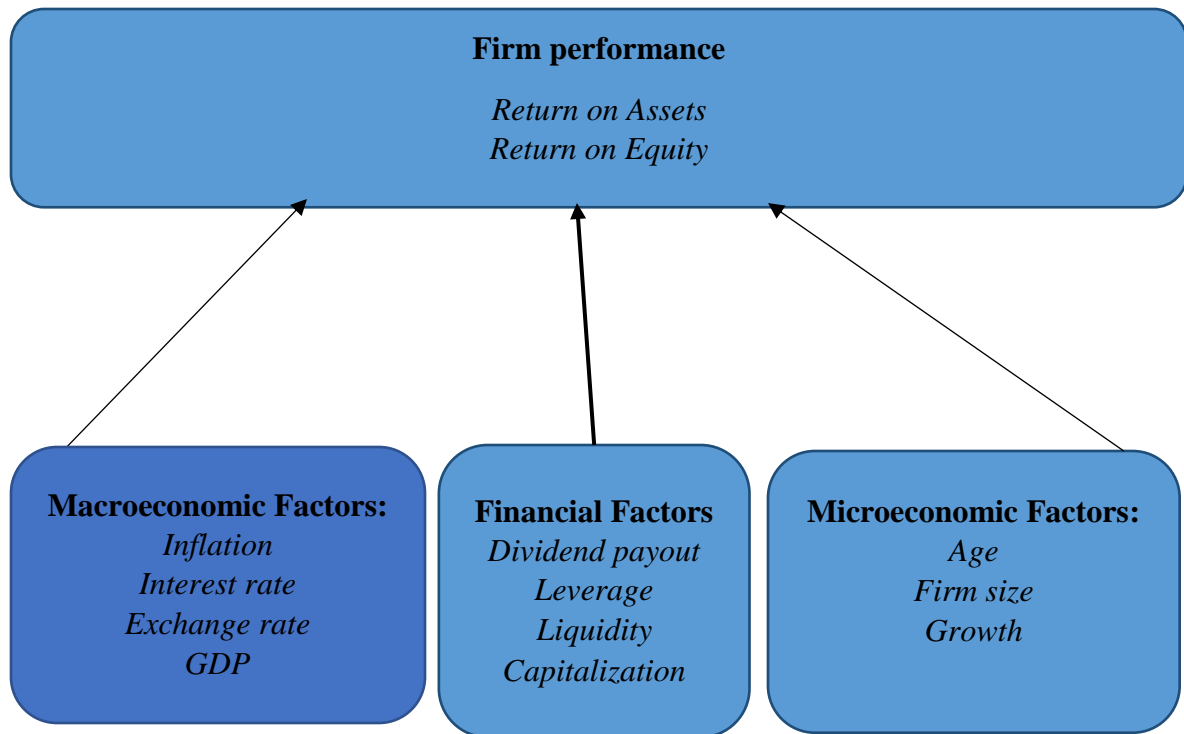 Firm performance
Return on Assets
Return on Equity
Macroeconomic Factors:
Inflation
Interest rate
Exchange rate
GDP
Financial Factors
Dividend payout
Leverage
Liquidity
Capitalization
Microeconomic Factors:
Age
Firm size
Growth